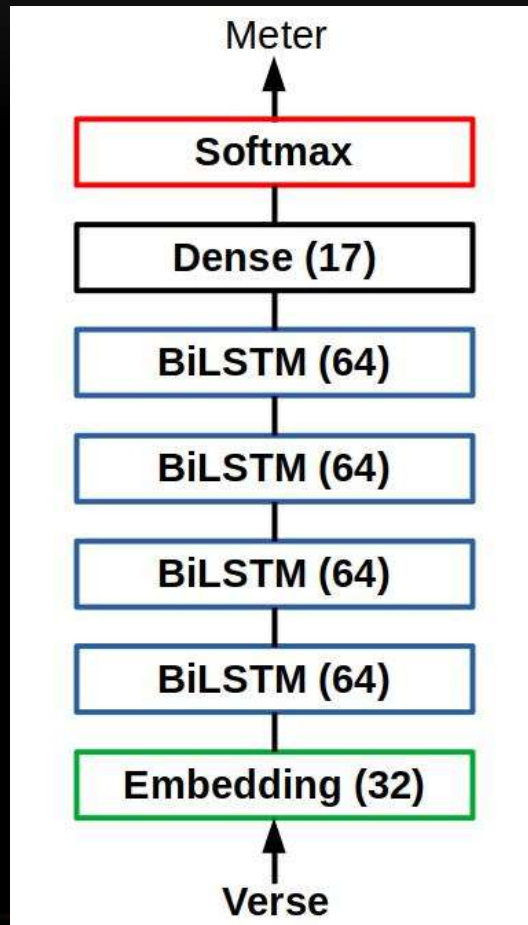 Meter
Softmax
Dense (17)
BiLSTM (64)
BiLSTM (64)
BiLSTM (64)
BiLSTM (64)
Embedding (32)
Verse